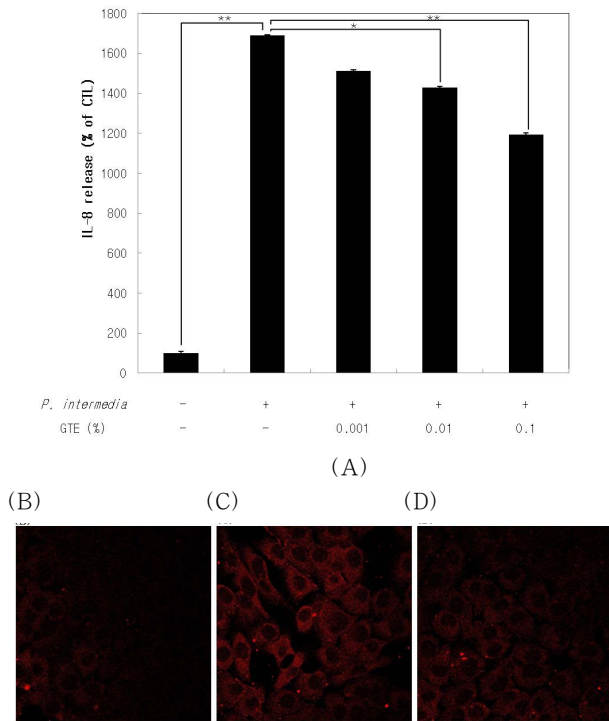 1800
1600
1400
1200
1000
800
600
400
200
0
IL-8 release (% of CTL)
** * **
P. intermedia - + + + +
GTE (%) - - 0.001 0.01 0.1
(A)
(B) (C) (D)